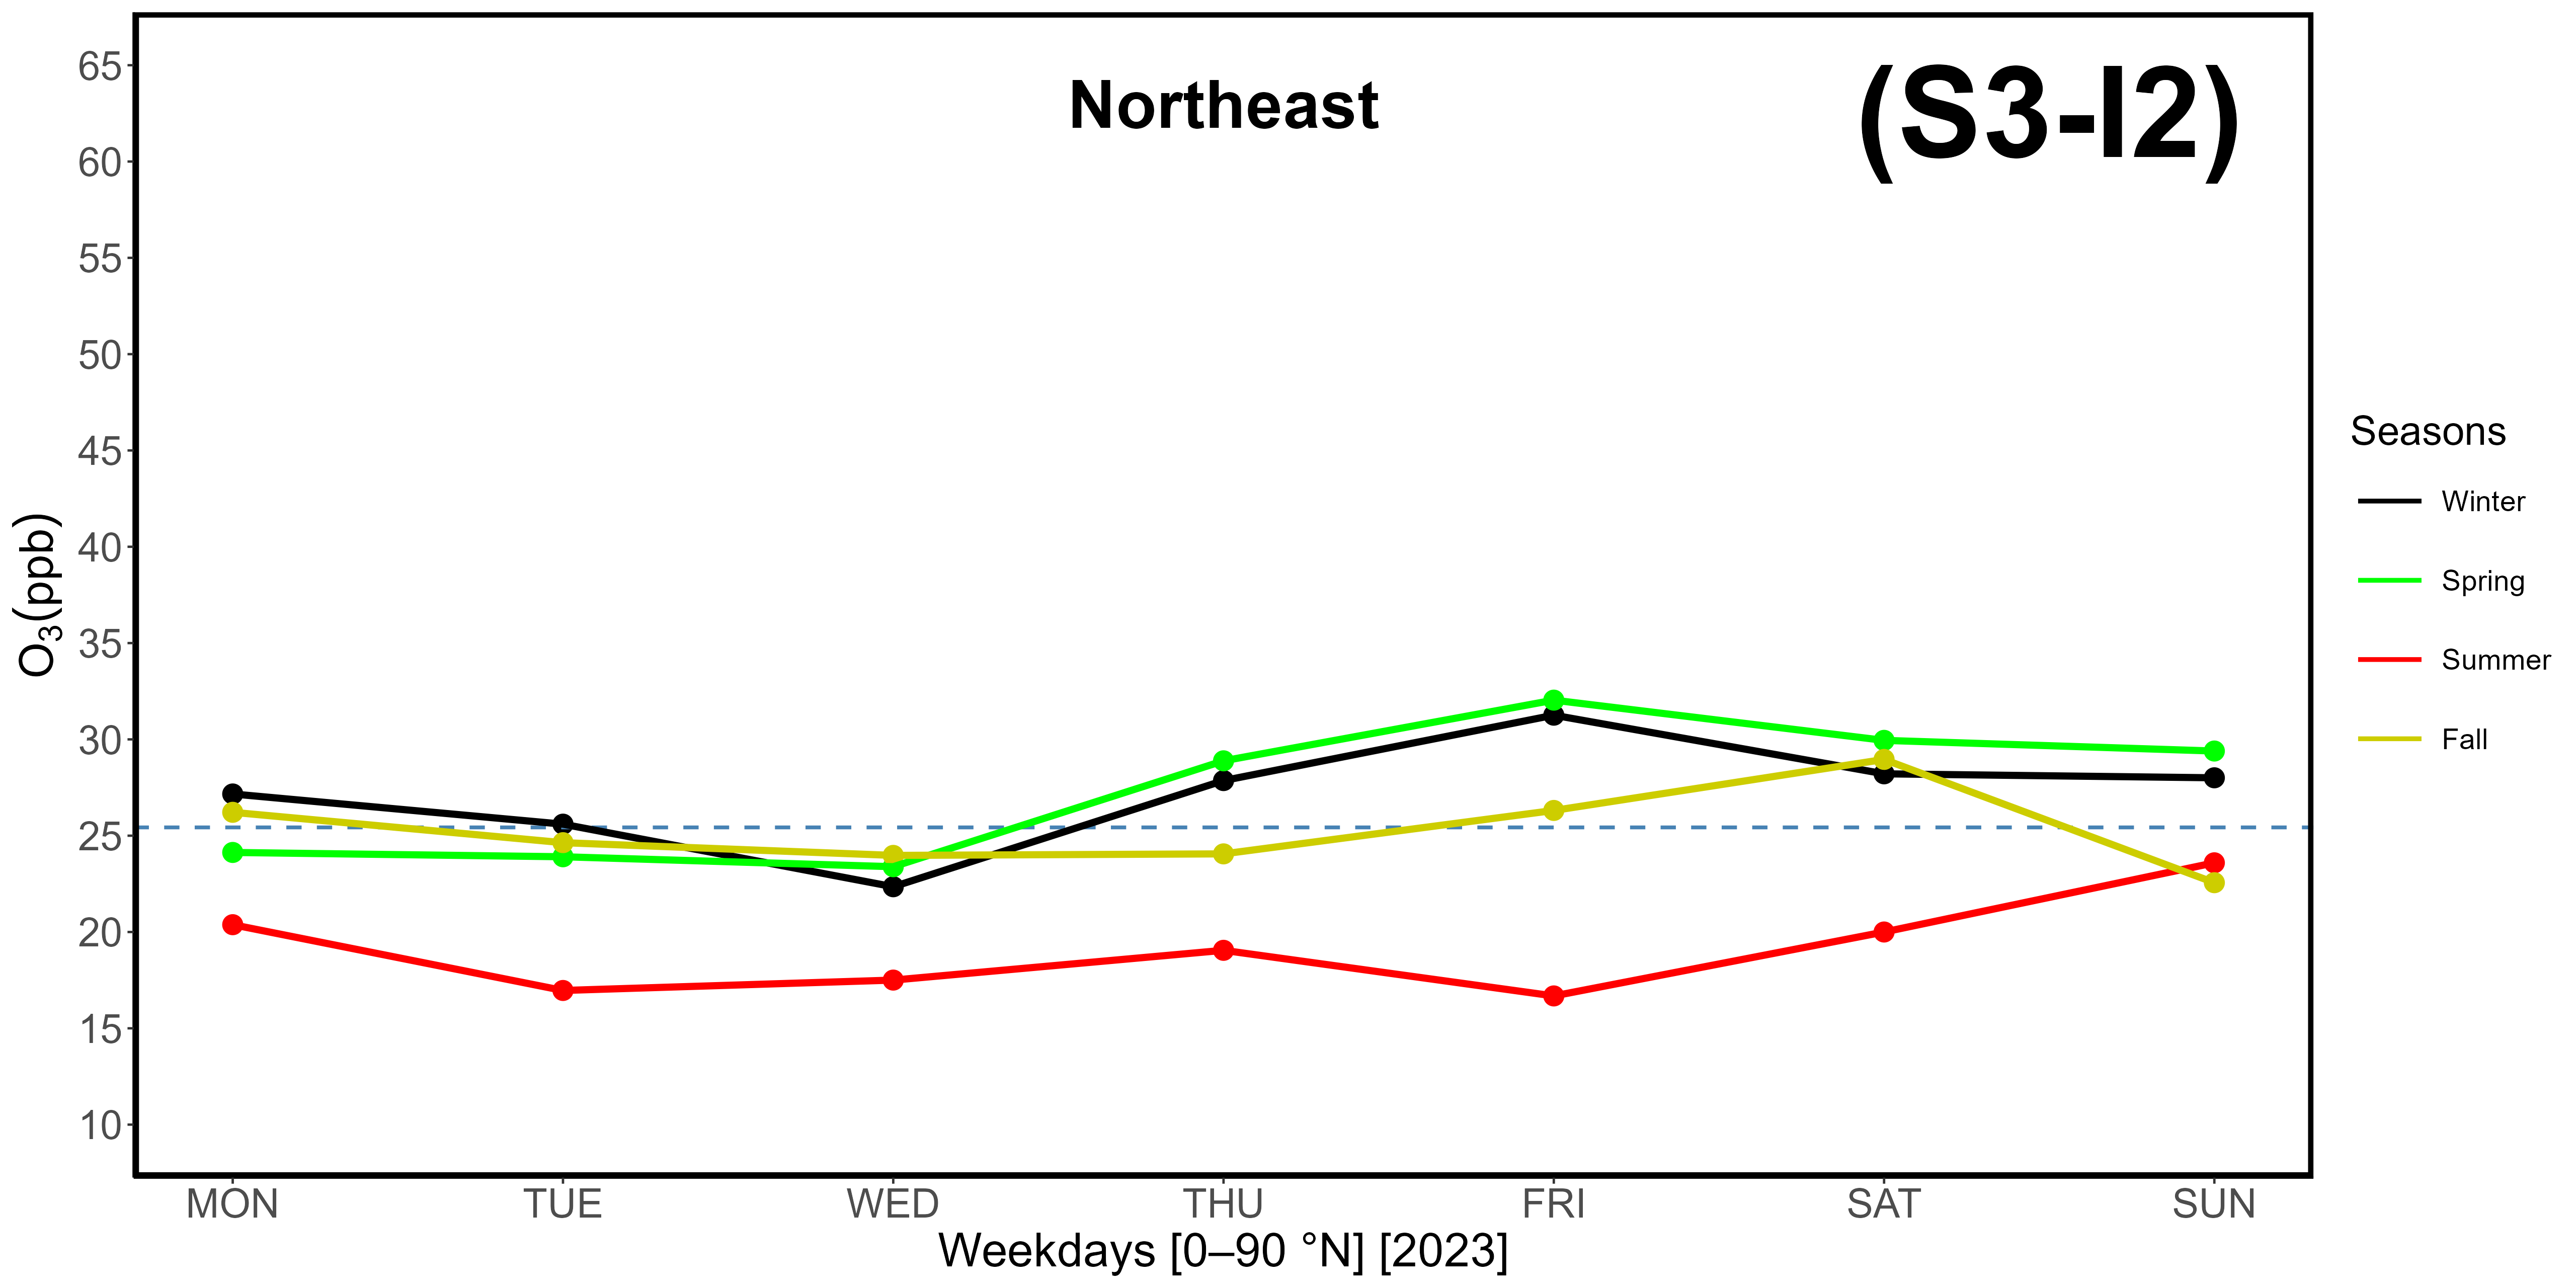 Northeast
(S3-I2)
65
60
55
50
45
40
35
30
25
20
15
10
O₃(ppb)
MON TUE WED THU FRI SAT SUN
Weekdays [0–90 °N] [2023]
Seasons
Winter
Spring
Summer
Fall